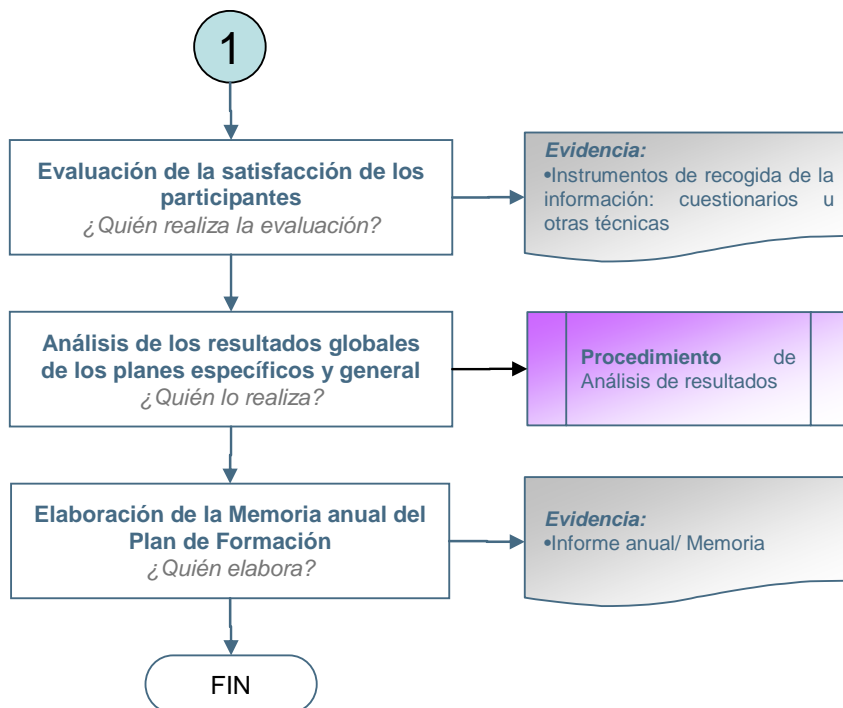 1
Evaluación de la satisfacción de los
participantes
¿Quién realiza la evaluación?
Evidencia:
•Instrumentos de recogida de la
información: cuestionarios u
otras técnicas
Análisis de los resultados globales
de los planes específicos y general
¿Quién lo realiza?
Procedimiento de
Análisis de resultados
Elaboración de la Memoria anual del
Plan de Formación
¿Quién elabora?
Evidencia:
•Informe anual/ Memoria
FIN